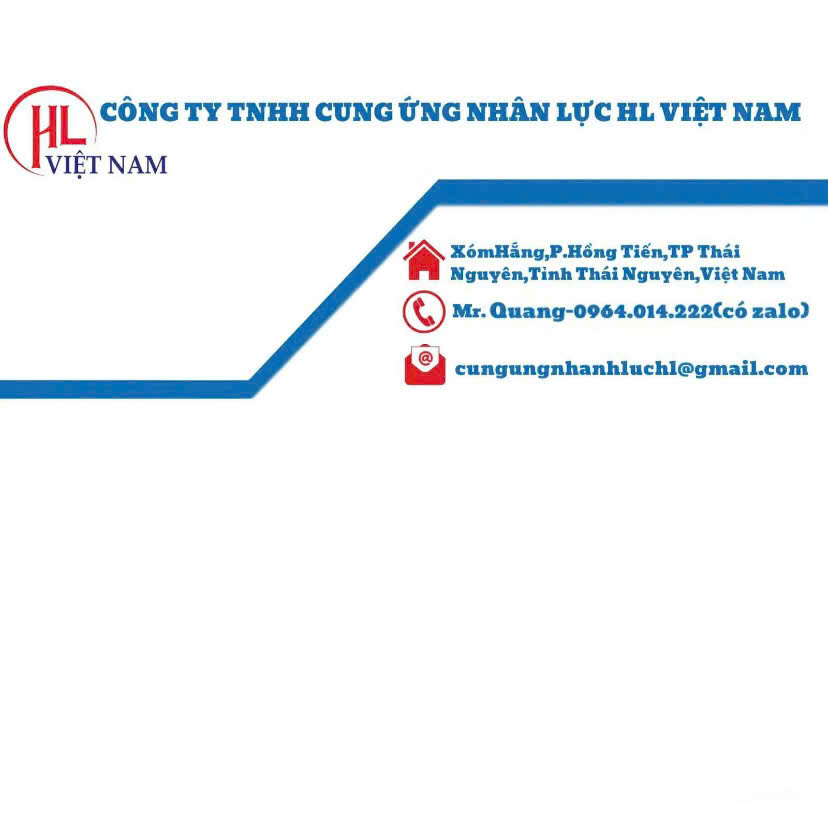 CÔNG TY TNHH CUNG ỨNG NHÂN LỰC HL VIỆT NAM
HL
VIỆT NAM
XómHắng,P.Hồng Tiến,TP Thái
Nguyên,Tỉnh Thái Nguyên,Việt Nam
Mr. Quang-0964.014.222(có zalo)
@
cungungnhanhluchl@gmail.com